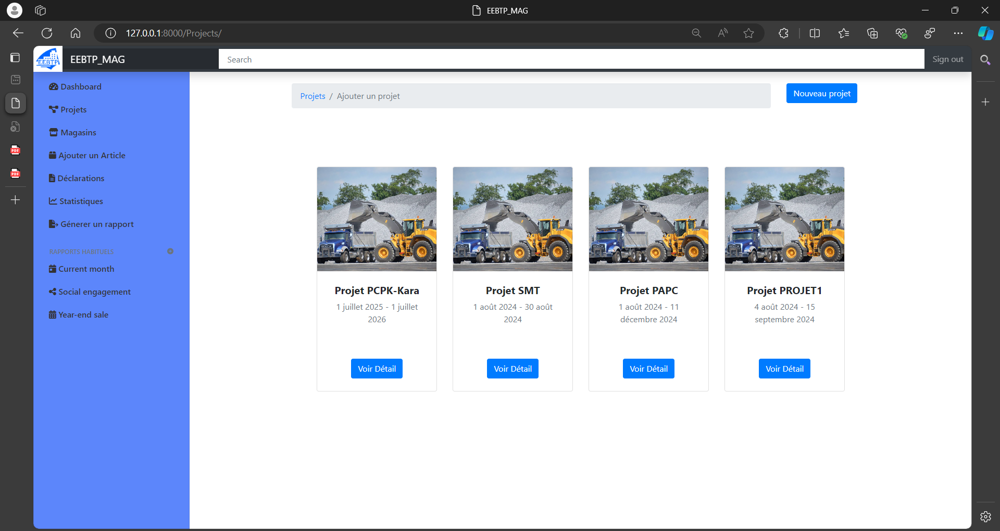 EEBTP_MAG
127.0.0.1:8000/Projects/
EEBTP
EEBTP_MAG
Search
Sign out
Dashboard
Projets
Magasins
Ajouter un Article
Déclarations
Statistiques
Génerer un rapport
RAPPORTS HABITUELS
Current month
Social engagement
Year-end sale
PDF
PDF
Projets / Ajouter un projet
Nouveau projet
Projet PCPK-Kara
1 juillet 2025 - 1 juillet
2026
Voir Détail
Projet SMT
1 août 2024 - 30 août
2024
Voir Détail
Projet PAPC
1 août 2024 - 11
décembre 2024
Voir Détail
Projet PROJET1
4 août 2024 - 15
septembre 2024
Voir Détail